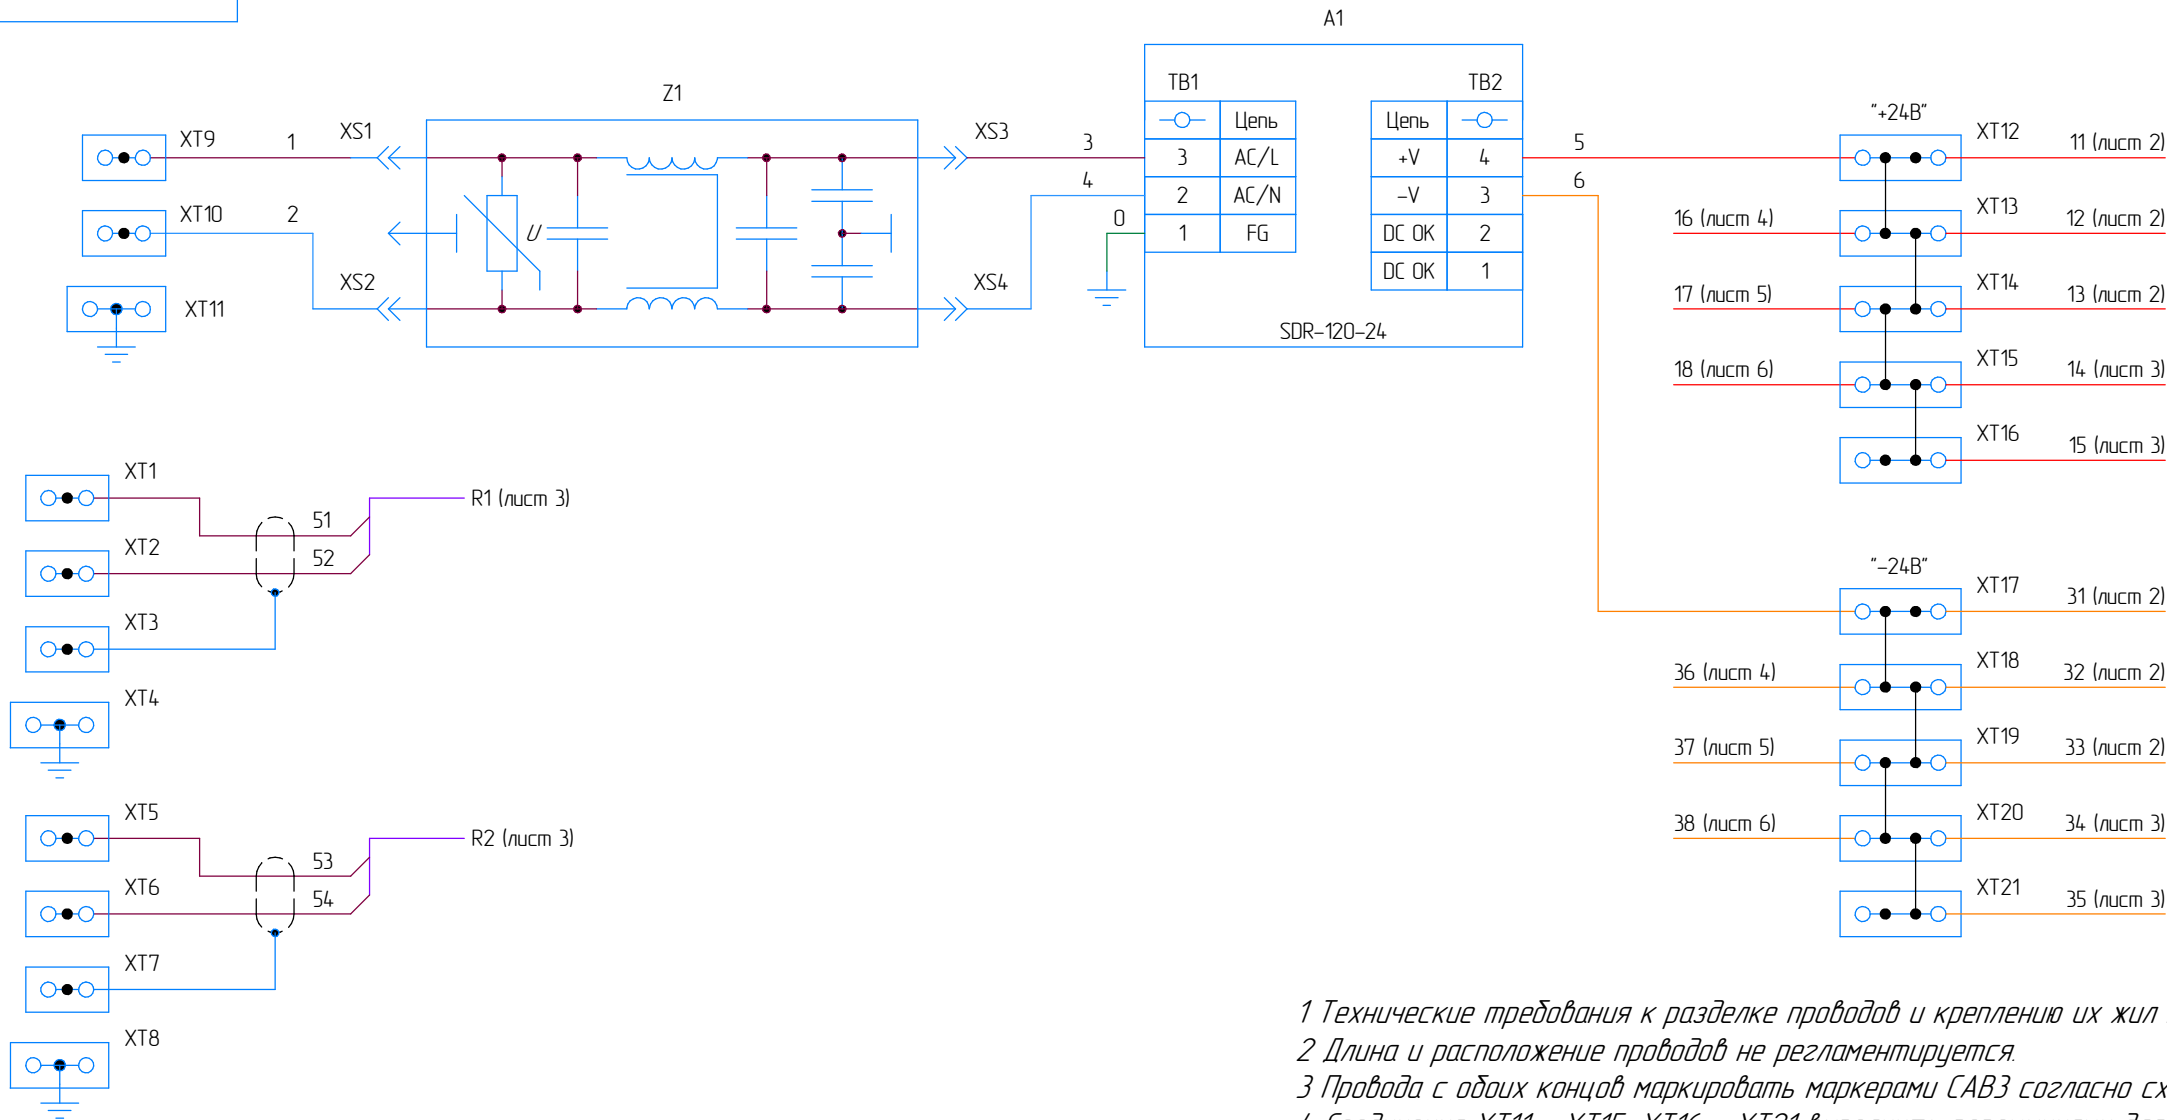 A1
Z1
TB1
TB2
Цепь
Цепь
3 AC/L
+V 4
2 AC/N
-V 3
1 FG
DC OK 2
DC OK 1
SDR-120-24
XT9
1
XS1
XS3
3
4
0
5
6
XT10
2
XS2
XS4
XT11
"+24В"
XT12
11 (лист 2)
16 (лист 4)
XT13
12 (лист 2)
17 (лист 5)
XT14
13 (лист 2)
18 (лист 6)
XT15
14 (лист 3)
XT16
15 (лист 3)
U
XT1
51
R1 (лист 3)
XT2
52
XT3
XT4
"-24В"
XT17
31 (лист 2)
36 (лист 4)
XT18
32 (лист 2)
37 (лист 5)
XT19
33 (лист 2)
38 (лист 6)
XT20
34 (лист 3)
XT21
35 (лист 3)
XT5
53
R2 (лист 3)
XT6
54
XT7
XT8
1 Технические требования к разделке проводов и креплению их жил
2 Длина и расположение проводов не регламентируется.
3 Провода с обоих концов маркировать маркерами САВ3 согласно сх